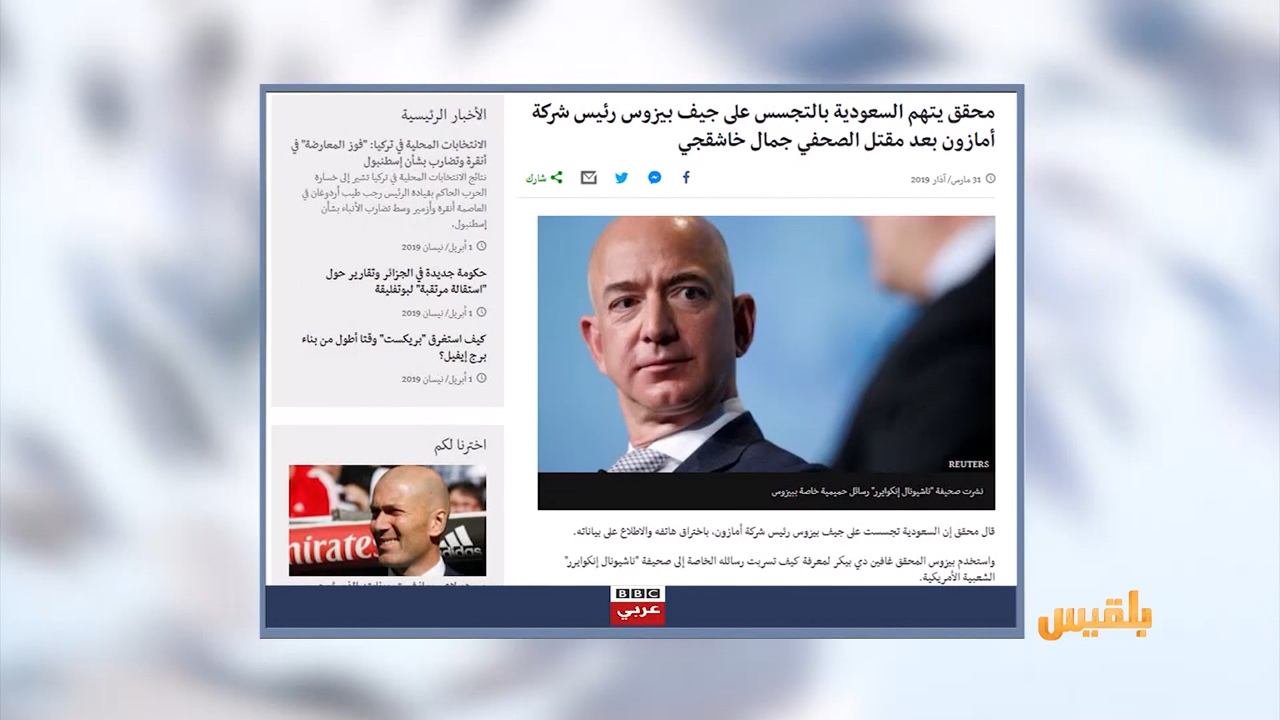 محقق يتهم السعودية بالتجسس على جيف بيزوس رئيس شركة
أمازون بعد مقتل الصحفي جمال خاشقجي
31 مارس/ آذار 2019
شارك
REUTERS
نشرت صحيفة "ناشيونال إنكوايرر" رسائل حميمية خاصة ببيزوس
قال محقق إن السعودية تجسست على جيف بيزوس رئيس شركة أمازون، باختراق هاتفه والاطلاع على بياناته.
واستخدم بيزوس المحقق غافين دي بيكر لمعرفة كيف تسربت رسائله الخاصة إلى صحيفة "ناشيونال إنكوايرر"
الشعبية الأمريكية.
الأخبار الرئيسية
الانتخابات المحلية في تركيا: "فوز المعارضة" في
أنقرة وتضارب بشأن إسطنبول
نتائج الانتخابات المحلية في تركيا تشير إلى خسارة
الحرب الحاكم بقيادة الرئيس رجب طيب أردوغان في
العاصمة أنقرة وأزمير وسط تضارب الأنباء بشأن
إسطنبول.
1 أبريل/ نيسان 2019
حكومة جديدة في الجزائر وتقارير حول
"استقالة مرتقبة" لبوتفليقة
1 أبريل/ نيسان 2019
كيف استغرق "بريكست" وقتا أطول من بناء
برج إيفيل؟
1 أبريل/ نيسان 2019
اخترنا لكم
mirates
adidas
BBC
عربي
بلقيس